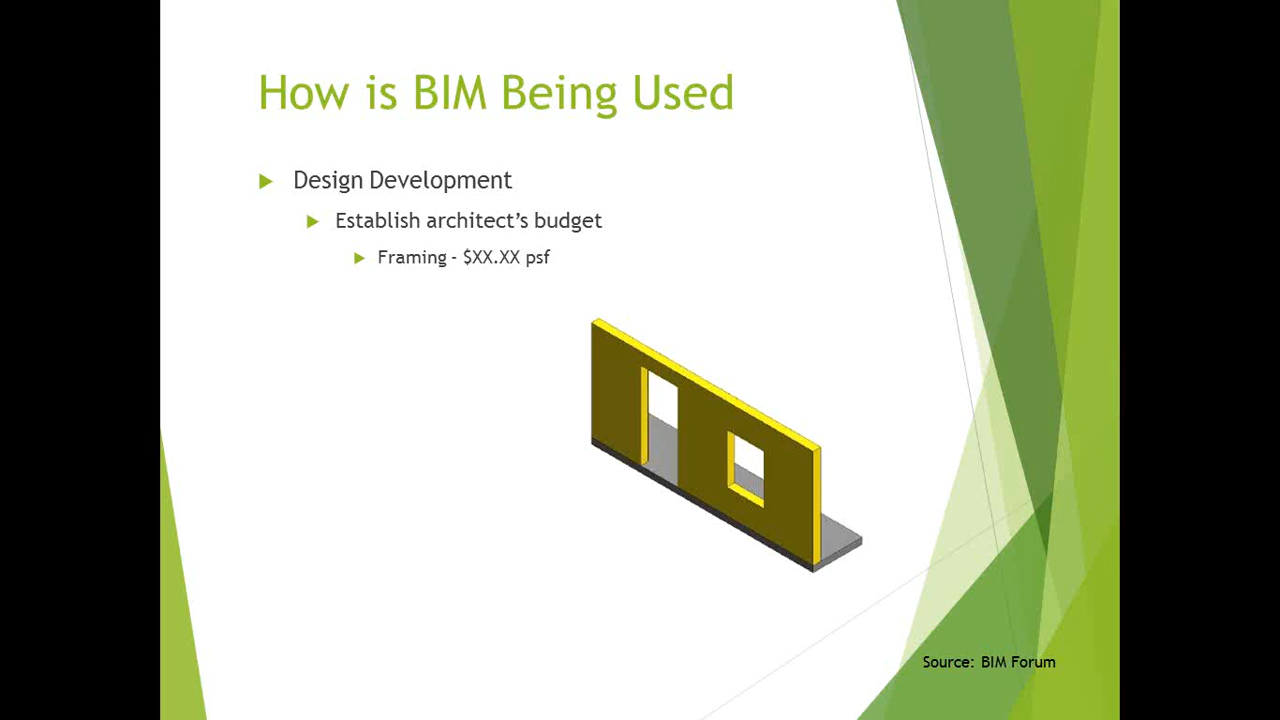 How is BIM Being Used
Design Development
Establish architect’s budget
Framing - $XX.XX psf
Source: BIM Forum